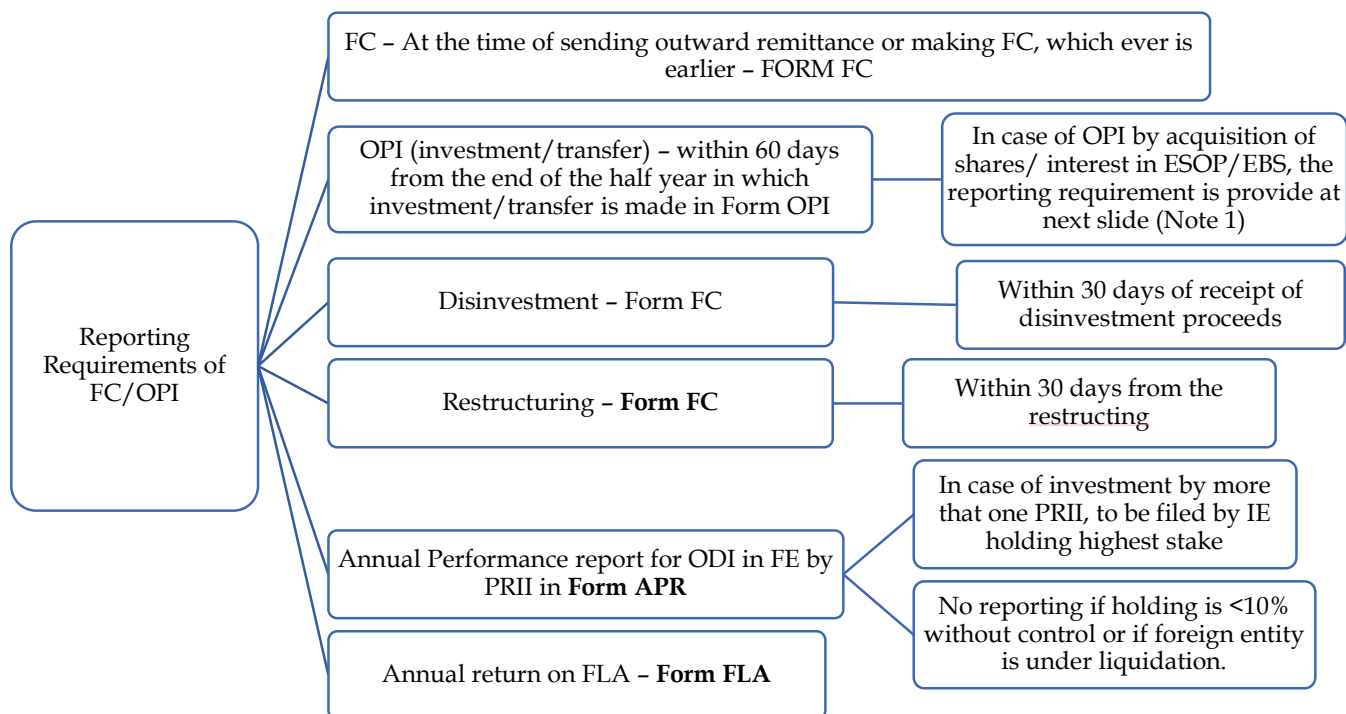 Reporting
Requirements of
FC/OPI
FC – At the time of sending outward remittance or making FC, which ever is
earlier – FORM FC
OPI (investment/transfer) – within 60 days
from the end of the half year in which
investment/transfer is made in Form OPI
In case of OPI by acquisition of
shares/ interest in ESOP/EBS, the
reporting requirement is provide at
next slide (Note 1)
Disinvestment – Form FC
Within 30 days of receipt of
disinvestment proceeds
Restructuring – Form FC
Within 30 days from the
restructing
Annual Performance report for ODI in FE by
PRII in Form APR
In case of investment by more
that one PRII, to be filed by IE
holding highest stake
No reporting if holding is <10%
without control or if foreign entity
is under liquidation.
Annual return on FLA – Form FLA